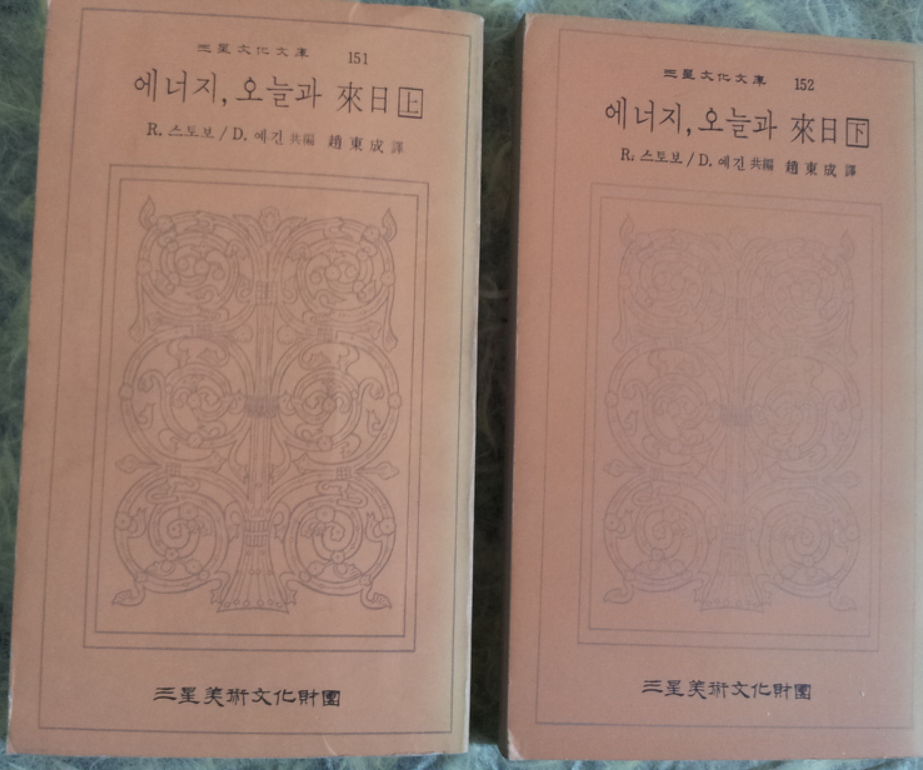 三星文化文庫 151
에너지, 오늘과 來日 上
R. 스토보 / D. 예긴 共編 趙東成 譯
三星美術文化財團
三星文化文庫 152
에너지, 오늘과 來日 下
R. 스토보 / D. 예긴 共編 趙東成 譯
三星美術文化財團